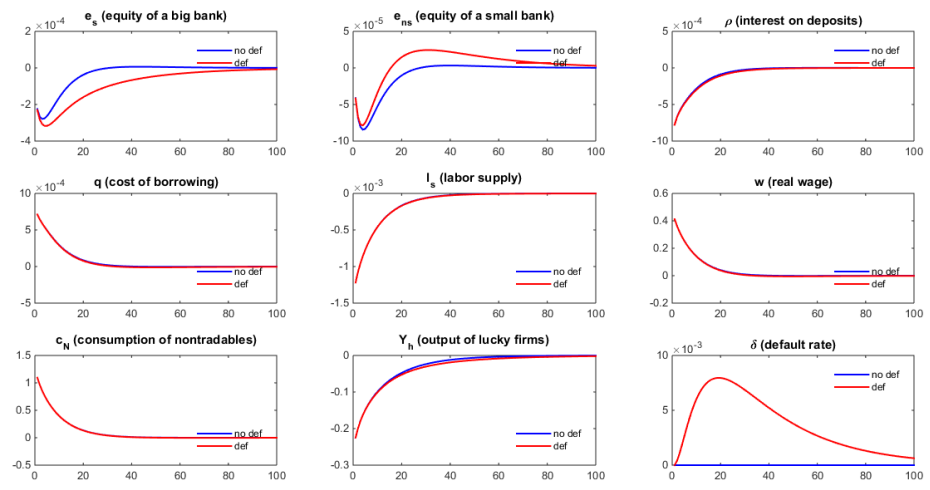 e_s (equity of a big bank)
×10^-4
2
0
-2
-4
no def
def
0 20 40 60 80 100
e_ns (equity of a small bank)
×10^-5
5
0
-5
-10
no def
def
0 20 40 60 80 100
ρ (interest on deposits)
×10^-4
5
0
-5
-10
no def
def
0 20 40 60 80 100
q (cost of borrowing)
×10^-4
10
5
0
-5
no def
def
0 20 40 60 80 100
l_s (labor supply)
×10^-3
0
-0.5
-1
-1.5
no def
def
0 20 40 60 80 100
w (real wage)
0.6
0.4
0.2
0
-0.2
no def
def
0 20 40 60 80 100
c_N (consumption of nontradables)
1.5
1
0.5
0
-0.5
no def
def
0 20 40 60 80 100
Y_h (output of lucky firms)
0
-0.1
-0.2
-0.3
no def
def
0 20 40 60 80 100
δ (default rate)
×10^-3
10
5
0
no def
def
0 20 40 60 80 100